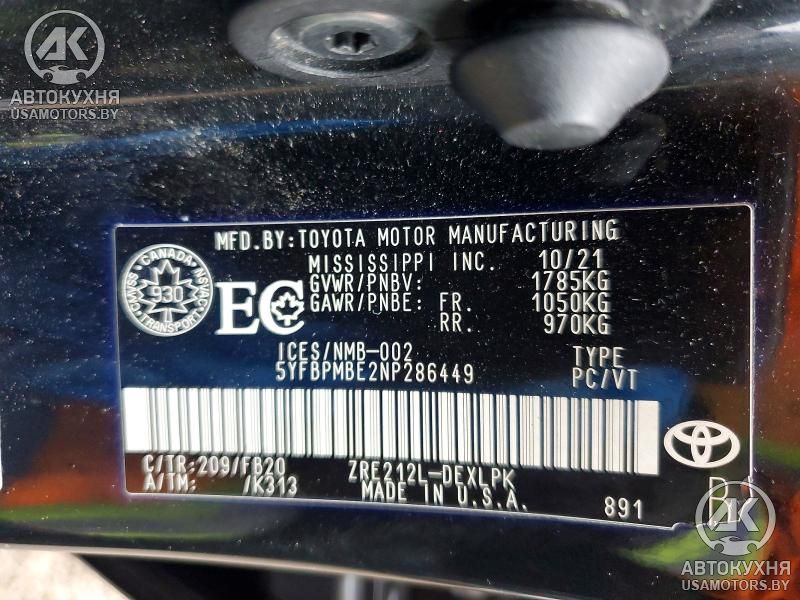 АК
АВТОКУХНЯ
USAMOTORS.BY
MFD.BY:TOYOTA MOTOR MANUFACTURING
MISSISSIPPI INC. 10/21
GVWR/PNBV: 1785KG
GAWR/PNBE: FR. 1050KG
RR. 970KG
CANADA
930
TRANSPORT
EC
ICES/NMB-002
5YFBPMBE2NP286449
TYPE
PC/VT
C/TR:209/FB20
A/TM: /K313
ZRE212L-DEXLPK
MADE IN U.S.A.
891
АК
АВТОКУХНЯ
USAMOTORS.BY